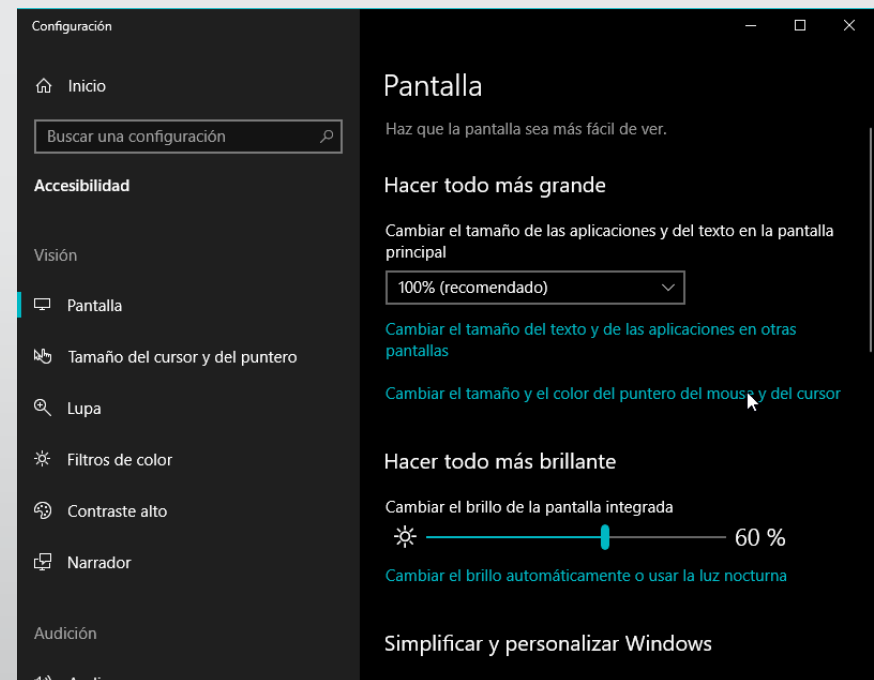 Configuración
Inicio
Buscar una configuración
Accesibilidad
Visión
Pantalla
Tamaño del cursor y del puntero
Lupa
Filtros de color
Contraste alto
Narrador
Audición
Pantalla
Haz que la pantalla sea más fácil de ver.
Hacer todo más grande
Cambiar el tamaño de las aplicaciones y del texto en la pantalla
principal
100% (recomendado)
Cambiar el tamaño del texto y de las aplicaciones en otras
pantallas
Cambiar el tamaño y el color del puntero del mouse y del cursor
Hacer todo más brillante
Cambiar el brillo de la pantalla integrada
60 %
Cambiar el brillo automáticamente o usar la luz nocturna
Simplificar y personalizar Windows